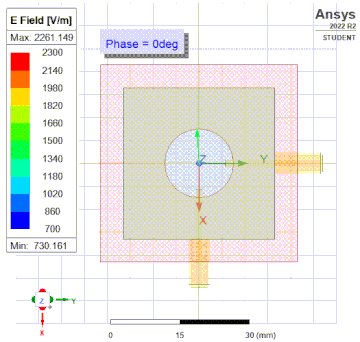 E Field [V/m]
Max: 2261.149
2300
2140
1980
1820
1660
1500
1340
1180
1020
860
700
Min: 730.161
Phase = 0deg
Ansys
2022 R2
STUDENT
Z
Y
X
Z
Y
X
0
15
30 (mm)